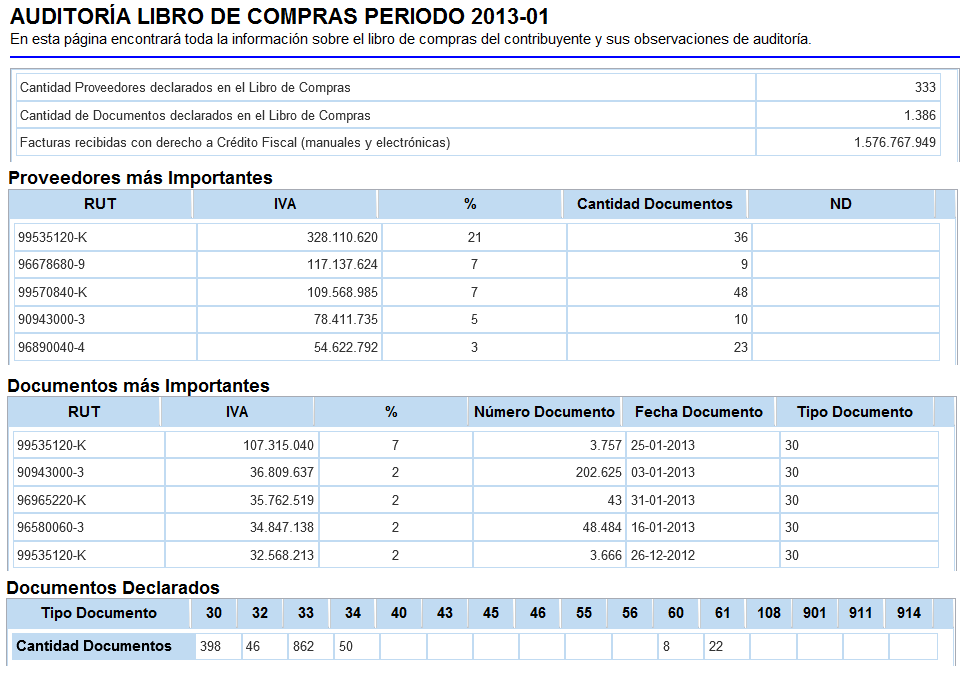 AUDITORÍA LIBRO DE COMPRAS PERIODO 2013-01
En esta página encontrará toda la información sobre el libro de compras del contribuyente y sus observaciones de auditoría.
Cantidad Proveedores declarados en el Libro de Compras 333
Cantidad de Documentos declarados en el Libro de Compras 1.386
Facturas recibidas con derecho a Crédito Fiscal (manuales y electrónicas) 1.576.767.949
Proveedores más Importantes
RUT IVA % Cantidad Documentos ND
99535120-K 328.110.620 21 36
96678680-9 117.137.624 7 9
99570840-K 109.568.985 7 48
90943000-3 78.411.735 5 10
96890040-4 54.622.792 3 23
Documentos más Importantes
RUT IVA % Número Documento Fecha Documento Tipo Documento
99535120-K 107.315.040 7 3.757 25-01-2013 30
90943000-3 36.809.637 2 202.625 03-01-2013 30
96965220-K 35.762.519 2 43 31-01-2013 30
96580060-3 34.847.138 2 48.484 16-01-2013 30
99535120-K 32.568.213 2 3.666 26-12-2012 30
Documentos Declarados
Tipo Documento 30 32 33 34 40 43 45 46 55 56 60 61 108 901 911 914
Cantidad Documentos 398 46 862 50 8 22